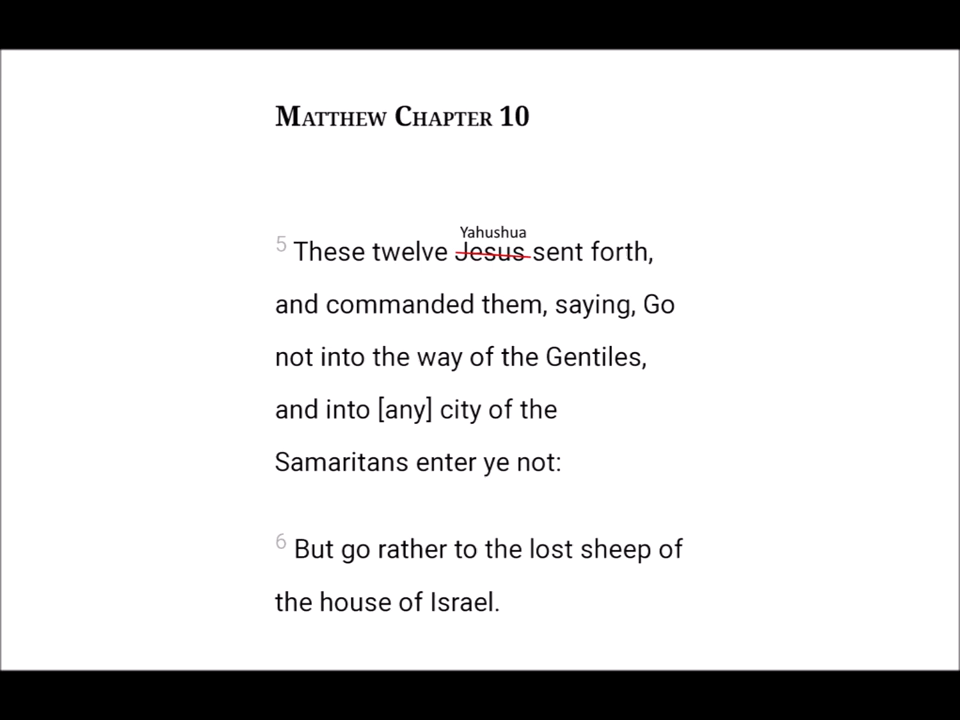 MATTHEW CHAPTER 10
Yahushua
5 These twelve Jesus sent forth,
and commanded them, saying, Go
not into the way of the Gentiles,
and into [any] city of the
Samaritans enter ye not:
6 But go rather to the lost sheep of
the house of Israel.